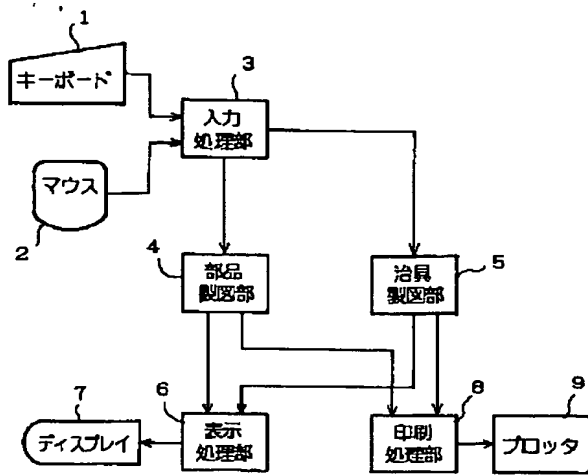 1
キーボード
3
入力
処理部
マウス
2
4
部品
製図部
治具
製図部
5
7
ディスプレイ
6
表示
処理部
印刷
処理部
8
9
プロッタ